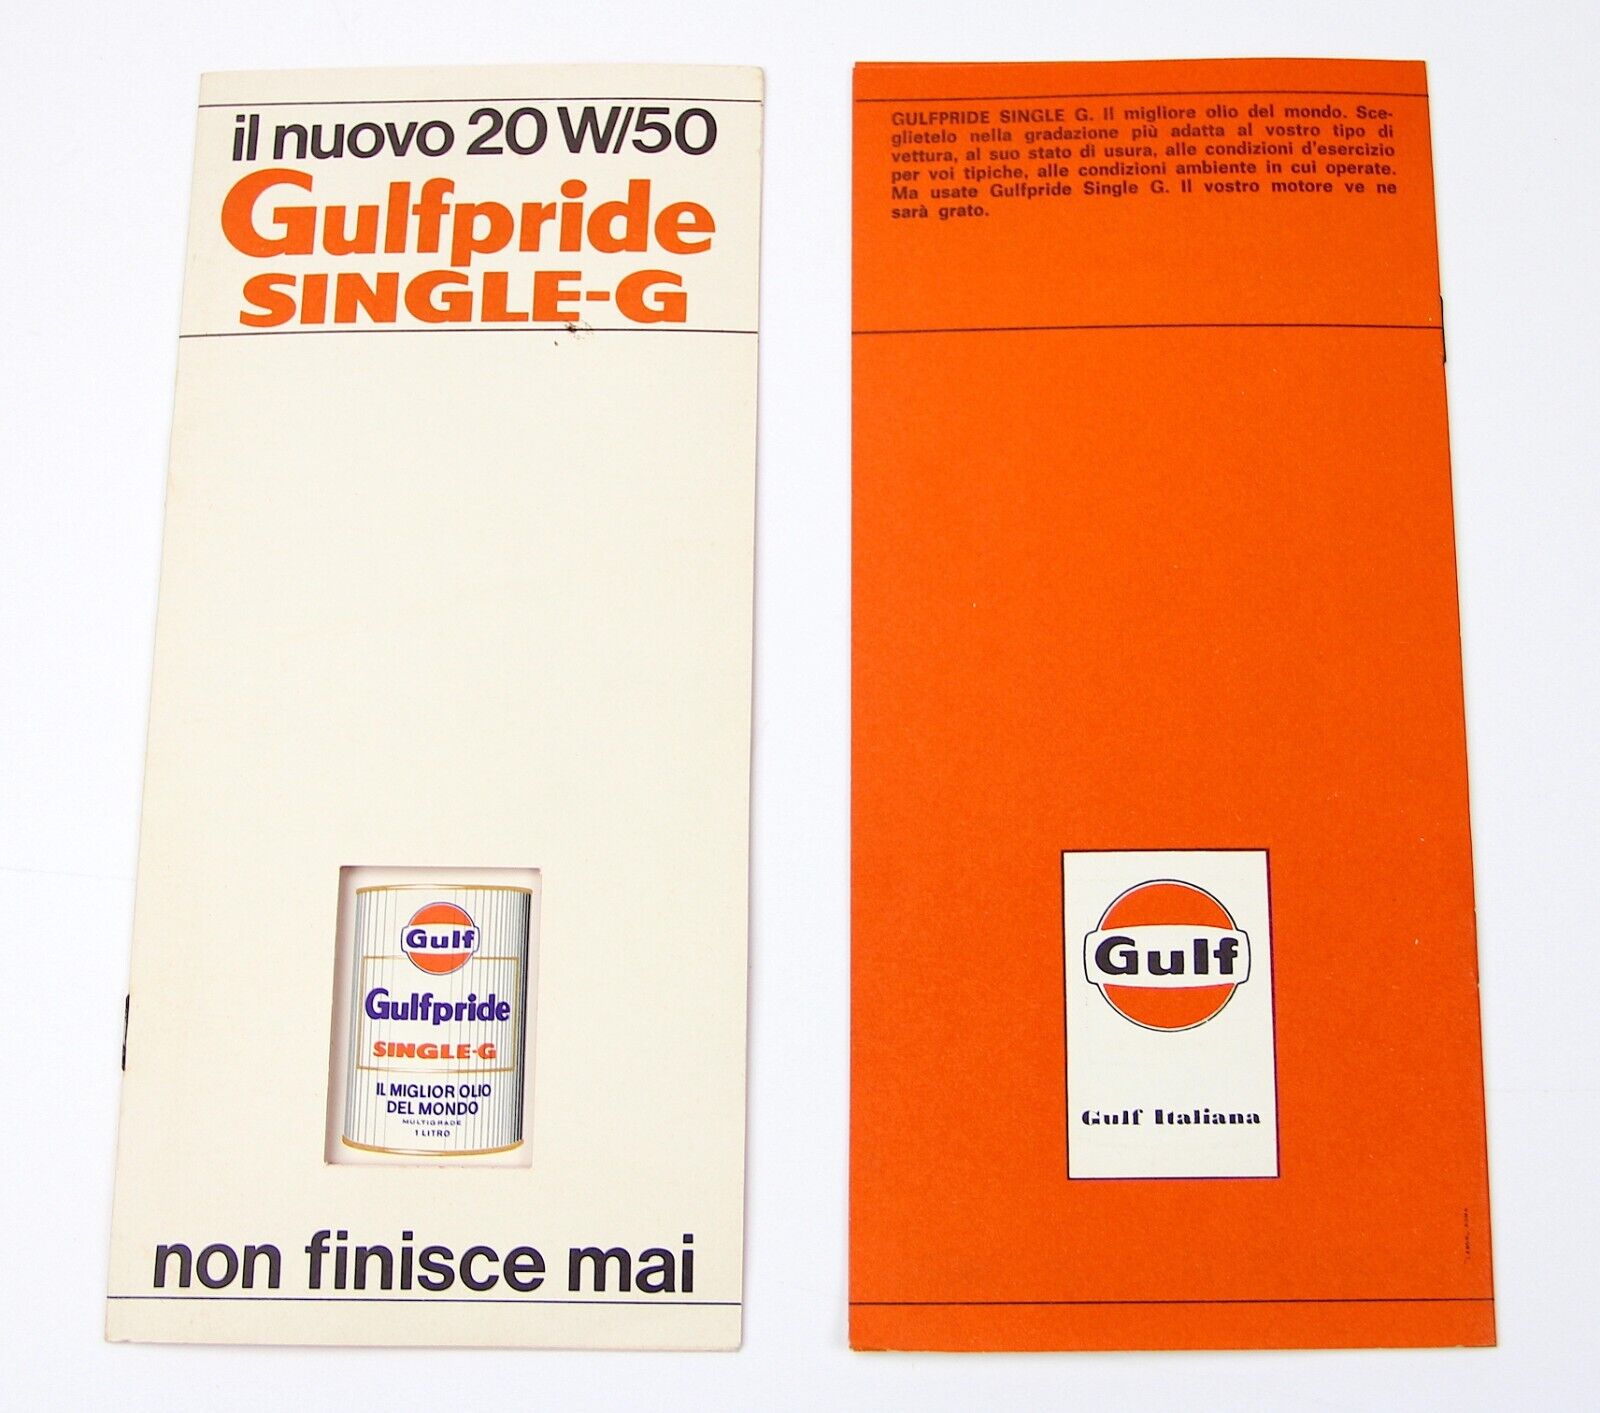 il nuovo 20 W/50
Gulfpride
SINGLE-G
Gulf
Gulfpride
SINGLE-G
IL MIGLIOR OLIO
DEL MONDO
MULTIGRADE
1 LITRO
non finisce mai
GULFPRIDE SINGLE G. Il migliore olio del mondo. Sce-
glietelo nella gradazione più adatta al vostro tipo di
vettura, al suo stato di usura, alle condizioni d'esercizio
per voi tipiche, alle condizioni ambiente in cui operate.
Ma usate Gulfpride Single G. Il vostro motore ve ne
sarà grato.
Gulf
Gulf Italiana